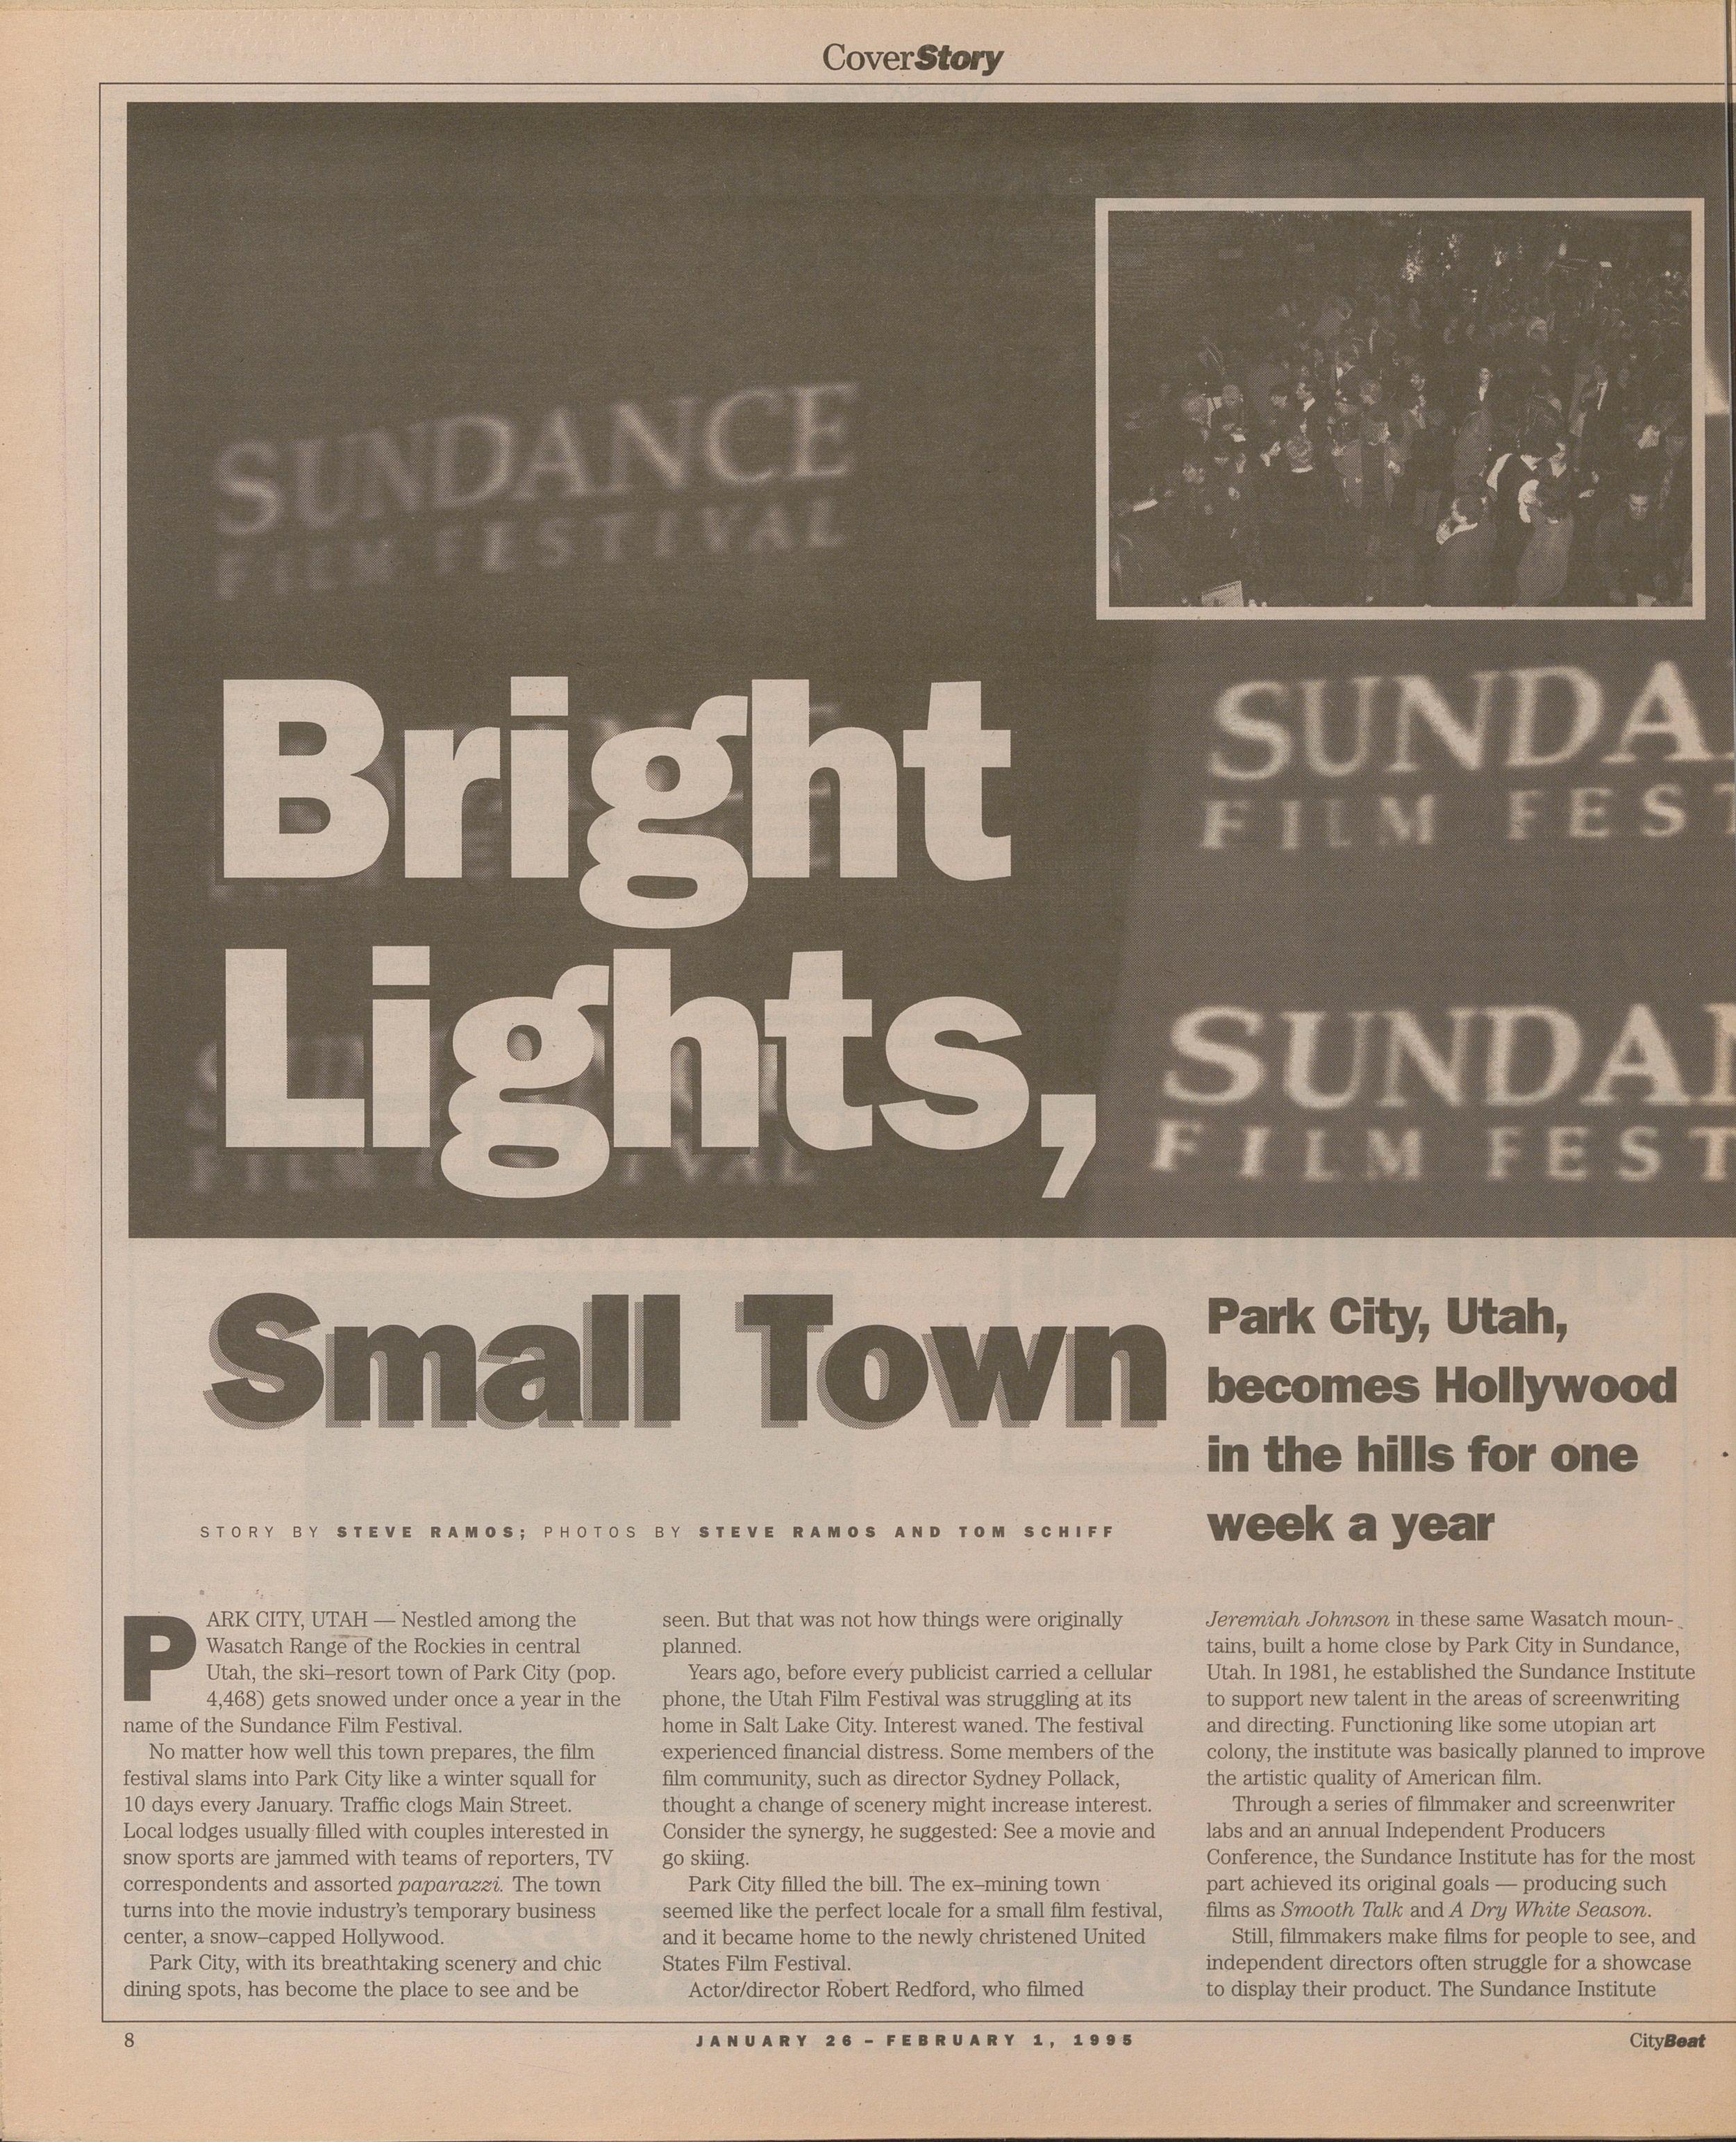 CoverStory
SUNDANCE
FILM FESTIVAL
SUNDA
FILM FEST
SUNDAN
FILM FEST
Bright
Lights,
Small Town
Park City, Utah,
becomes Hollywood
in the hills for one
week a year
STORY BY STEVE RAMOS; PHOTOS BY STEVE RAMOS AND TOM SCHIFF
PARK CITY, UTAH — Nestled among the
Wasatch Range of the Rockies in central
Utah, the ski–resort town of Park City (pop.
4,468) gets snowed under once a year in the
name of the Sundance Film Festival.
No matter how well this town prepares, the film
festival slams into Park City like a winter squall for
10 days every January. Traffic clogs Main Street.
Local lodges usually filled with couples interested in
snow sports are jammed with teams of reporters, TV
correspondents and assorted paparazzi. The town
turns into the movie industry's temporary business
center, a snow–capped Hollywood.
Park City, with its breathtaking scenery and chic
dining spots, has become the place to see and be
seen. But that was not how things were originally
planned.
Years ago, before every publicist carried a cellular
phone, the Utah Film Festival was struggling at its
home in Salt Lake City. Interest waned. The festival
experienced financial distress. Some members of the
film community, such as director Sydney Pollack,
thought a change of scenery might increase interest.
Consider the synergy, he suggested: See a movie and
go skiing.
Park City filled the bill. The ex–mining town
seemed like the perfect locale for a small film festival,
and it became home to the newly christened United
States Film Festival.
Actor/director Robert Redford, who filmed
Jeremiah Johnson in these same Wasatch moun-
tains, built a home close by Park City in Sundance,
Utah. In 1981, he established the Sundance Institute
to support new talent in the areas of screenwriting
and directing. Functioning like some utopian art
colony, the institute was basically planned to improve
the artistic quality of American film.
Through a series of filmmaker and screenwriter
labs and an annual Independent Producers
Conference, the Sundance Institute has for the most
part achieved its original goals — producing such
films as Smooth Talk and A Dry White Season.
Still, filmmakers make films for people to see, and
independent directors often struggle for a showcase
to display their product. The Sundance Institute
8
JANUARY 26 – FEBRUARY 1, 1995
CityBeat